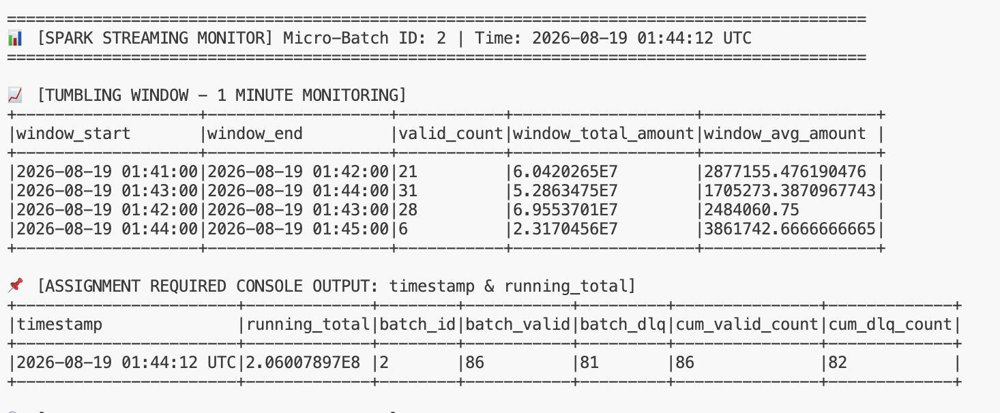 ==========================================================================================
📊 [SPARK STREAMING MONITOR] Micro-Batch ID: 2 | Time: 2026-08-19 01:44:12 UTC
==========================================================================================
📈 [TUMBLING WINDOW - 1 MINUTE MONITORING]
+-------------------+-------------------+-----------+-------------------+------------------+
|window_start       |window_end         |valid_count|window_total_amount|window_avg_amount |
+-------------------+-------------------+-----------+-------------------+------------------+
|2026-08-19 01:41:00|2026-08-19 01:42:00|21         |6.0420265E7        |2877155.476190476 |
|2026-08-19 01:43:00|2026-08-19 01:44:00|31         |5.2863475E7        |1705273.3870967743|
|2026-08-19 01:42:00|2026-08-19 01:43:00|28         |6.9553701E7        |2484060.75        |
|2026-08-19 01:44:00|2026-08-19 01:45:00|6          |2.3170456E7        |3861742.6666666665|
+-------------------+-------------------+-----------+-------------------+------------------+
📌 [ASSIGNMENT REQUIRED CONSOLE OUTPUT: timestamp & running_total]
+-----------------------+-------------+--------+-----------+---------+---------------+-------------+
|timestamp              |running_total|batch_id|batch_valid|batch_dlq|cum_valid_count|cum_dlq_count|
+-----------------------+-------------+--------+-----------+---------+---------------+-------------+
|2026-08-19 01:44:12 UTC|2.06007897E8 |2       |86         |81       |86             |82           |
+-----------------------+-------------+--------+-----------+---------+---------------+-------------+